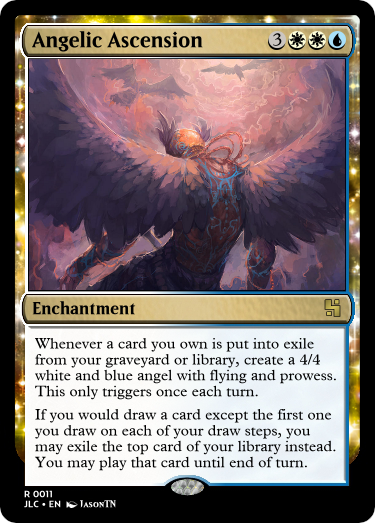 Angelic Ascension 3
Enchantment
Whenever a card you own is put into exile
from your graveyard or library, create a 4/4
white and blue angel with flying and prowess.
This only triggers once each turn.
If you would draw a card except the first one
you draw on each of your draw steps, you
may exile the top card of your library instead.
You may play that card until end of turn.
R 0011
JLC • EN JASONTN